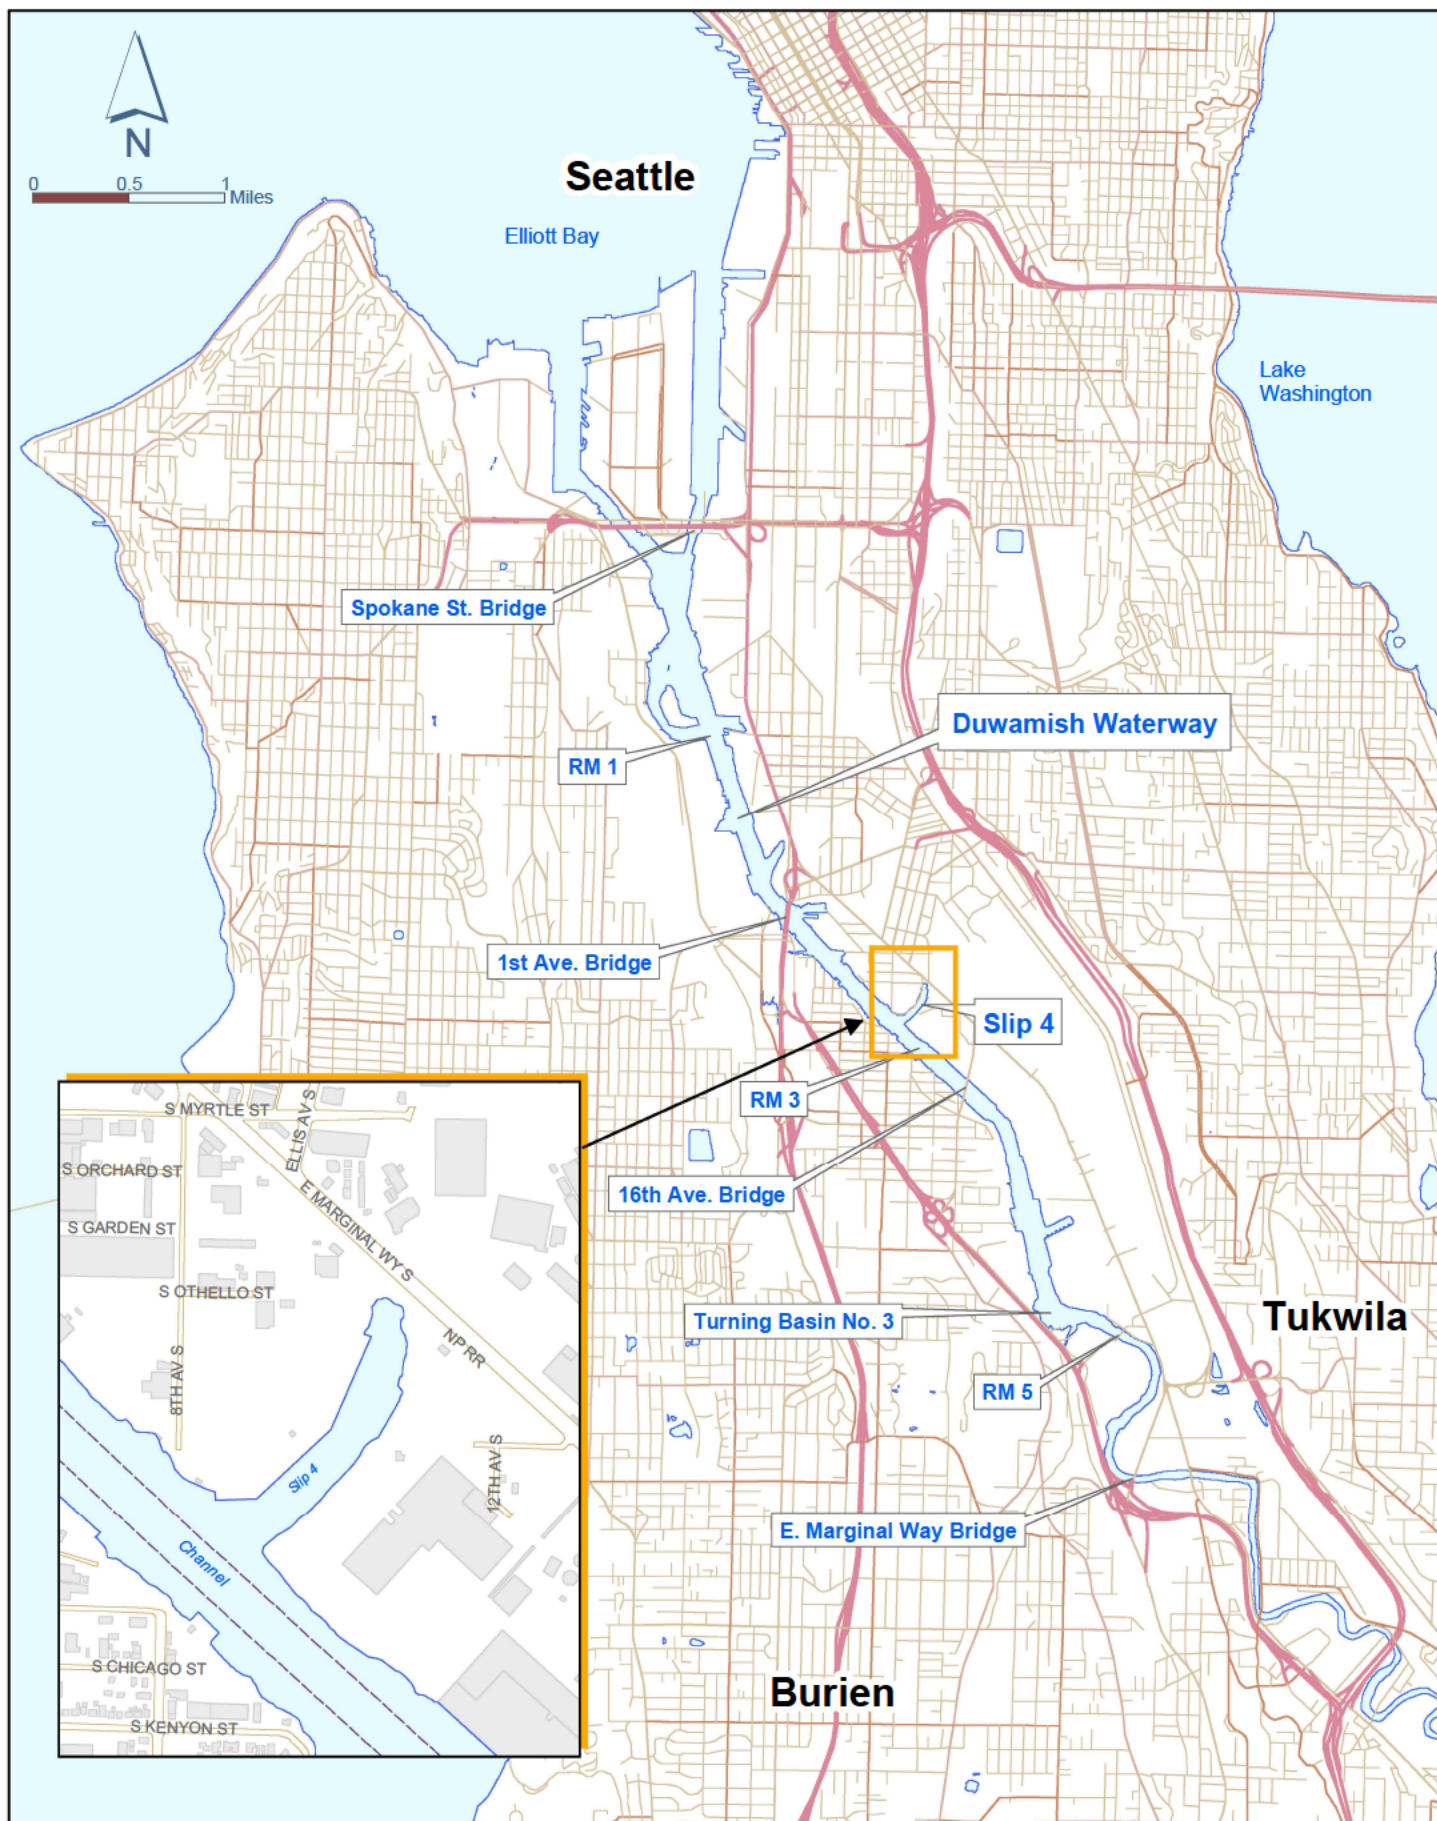 N
0 0.5 1
Miles
Seattle
Elliott Bay
Lake
Washington
Spokane St. Bridge
Duwamish Waterway
RM 1
1st Ave. Bridge
Slip 4
RM 3
16th Ave. Bridge
Turning Basin No. 3
Tukwila
RM 5
E. Marginal Way Bridge
Burien
S MYRTLE ST
ELLIS AV S
S ORCHARD ST
E MARGINAL WY S
S GARDEN ST
S OTHELLO ST
NP RR
8TH AV S
12TH AV S
Slip 4
Channel
S CHICAGO ST
S KENYON ST